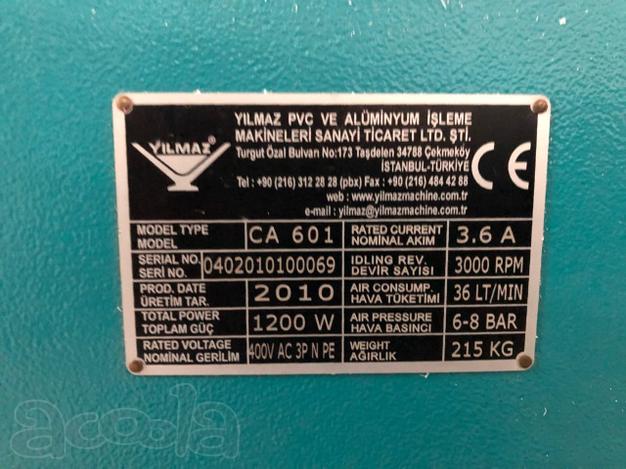 YILMAZ PVC VE ALÜMİNYUM İŞLEME
MAKİNELERİ SANAYİ TİCARET LTD. ŞTİ.
Turgut Özal Bulvarı No:173 Taşdelen 34788 Çekmeköy
İSTANBUL-TÜRKİYE
Tel : +90 (216) 312 28 28 (pbx) Fax : +90 (216) 484 42 88
web : www.yilmazmachine.com.tr
e-mail : yilmaz@yilmazmachine.com.tr
YILMAZ®
CE
MODEL TYPE
MODEL
CA 601
RATED CURRENT
NOMİNAL AKIM
3.6 A
SERIAL NO.
SERİ NO.
0402010100069
IDLING REV.
DEVİR SAYISI
3000 RPM
PROD. DATE
ÜRETİM TAR.
2010
AIR CONSUMP.
HAVA TÜKETİMİ
36 LT/MIN
TOTAL POWER
TOPLAM GÜÇ
1200 W
AIR PRESSURE
HAVA BASINCI
6-8 BAR
RATED VOLTAGE
NOMİNAL GERİLİM
400V AC 3P N PE
WEIGHT
AĞIRLIK
215 KG
acoola